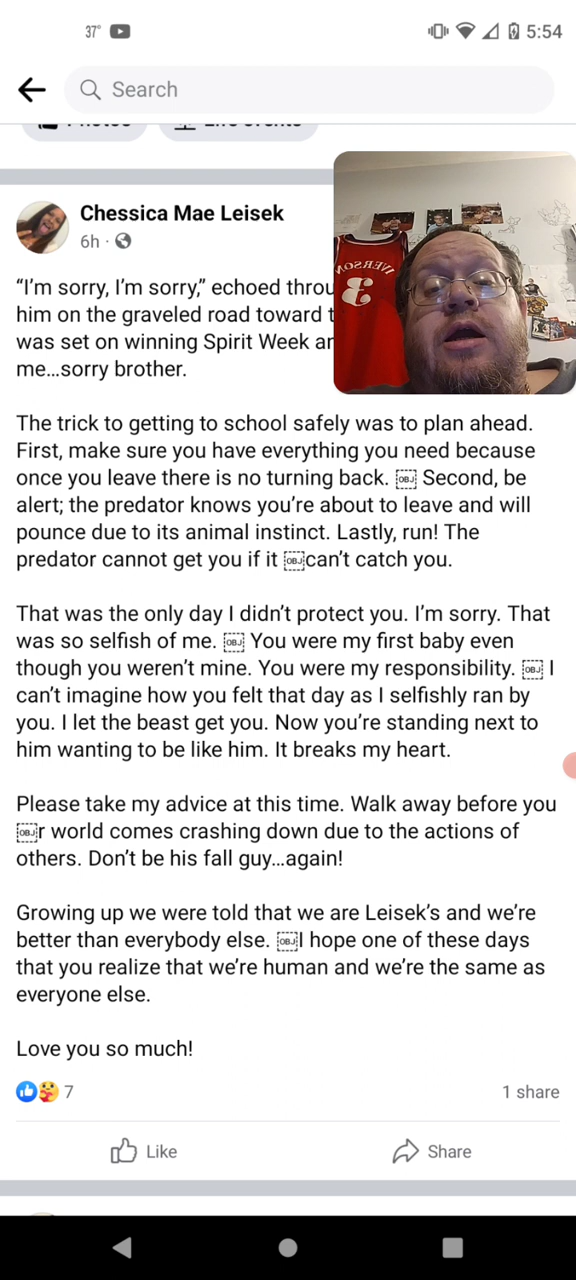 37° 5:54
Search
Chessica Mae Leisek
6h ·
“I’m sorry, I’m sorry,” echoed
him on the graveled road toward
was set on winning Spirit Week
me...sorry brother.
The trick to getting to school safely was to plan ahead.
First, make sure you have everything you need because
once you leave there is no turning back. OBJ Second, be
alert; the predator knows you’re about to leave and will
pounce due to its animal instinct. Lastly, run! The
predator cannot get you if it OBJ can’t catch you.
That was the only day I didn’t protect you. I’m sorry. That
was so selfish of me. OBJ You were my first baby even
though you weren’t mine. You were my responsibility. OBJ I
can’t imagine how you felt that day as I selfishly ran by
you. I let the beast get you. Now you’re standing next to
him wanting to be like him. It breaks my heart.
Please take my advice at this time. Walk away before you
OBJ r world comes crashing down due to the actions of
others. Don’t be his fall guy...again!
Growing up we were told that we are Leisek’s and we’re
better than everybody else. OBJ I hope one of these days
that you realize that we’re human and we’re the same as
everyone else.
Love you so much!
7 1 share
Like Share
IVERSON
3